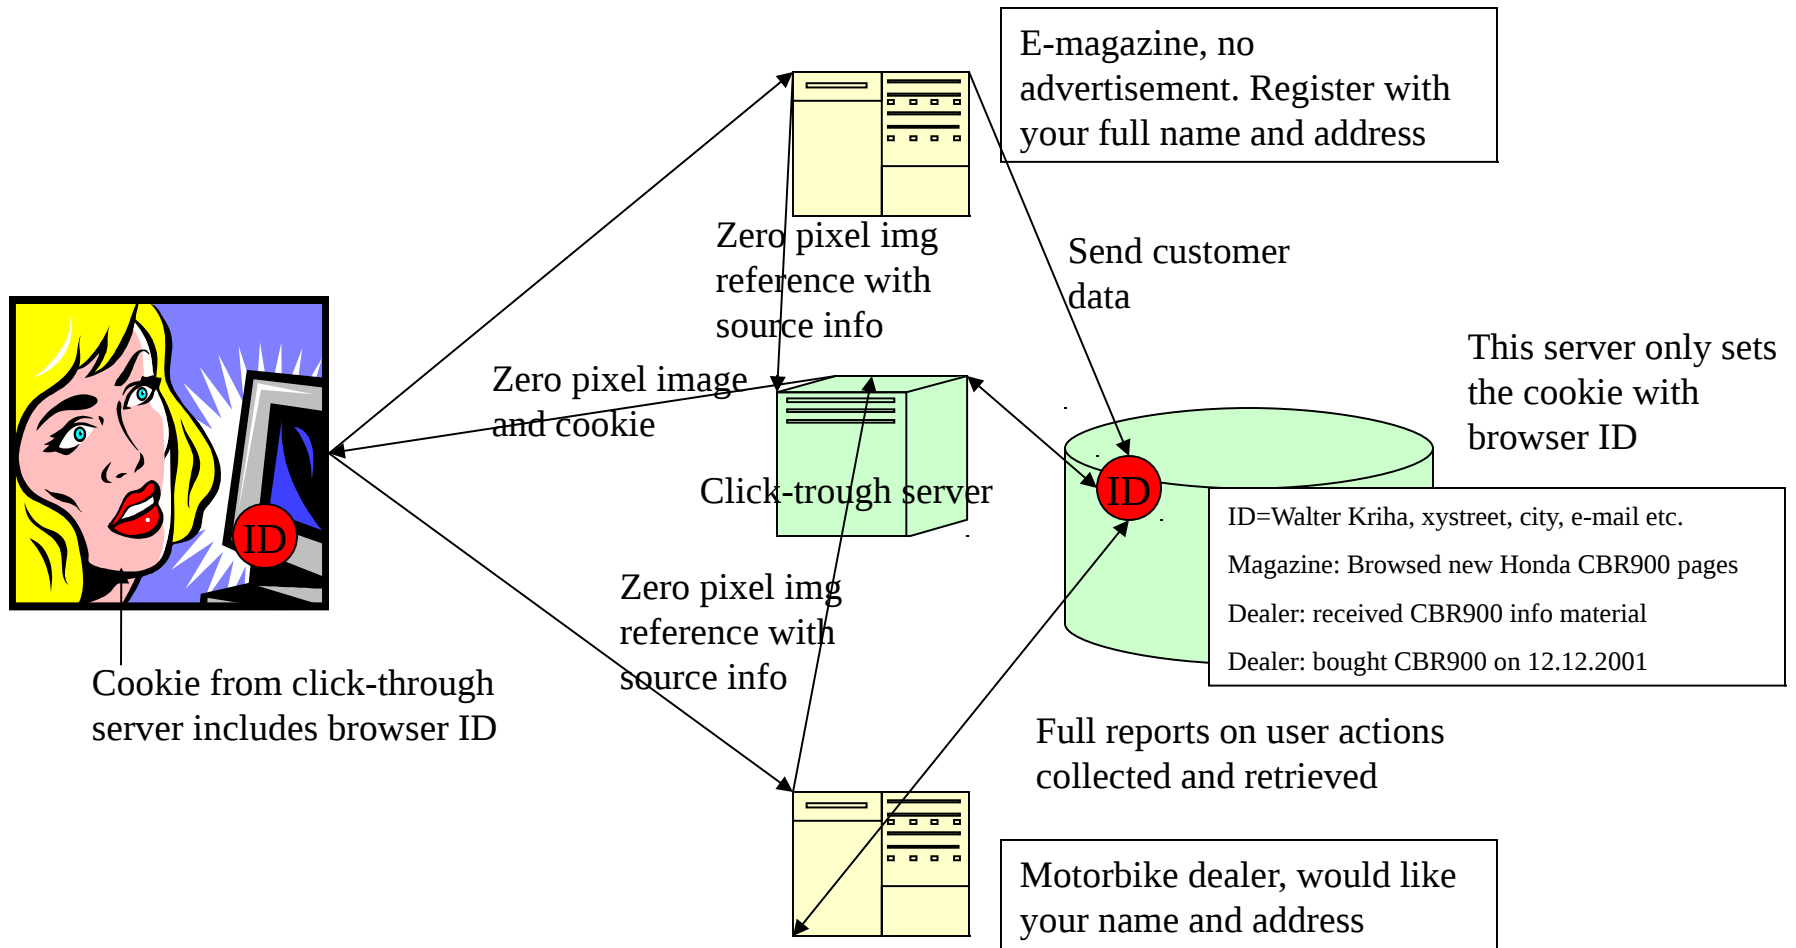 E-magazine, no
advertisement. Register with
your full name and address
Zero pixel img
reference with
source info
Send customer
data
This server only sets
the cookie with
browser ID
Zero pixel image
and cookie
Click-trough server
ID
ID
ID=Walter Kriha, xystreet, city, e-mail etc.
Magazine: Browsed new Honda CBR900 pages
Dealer: received CBR900 info material
Dealer: bought CBR900 on 12.12.2001
Zero pixel img
reference with
source info
Cookie from click-through
server includes browser ID
Full reports on user actions
collected and retrieved
Motorbike dealer, would like
your name and address